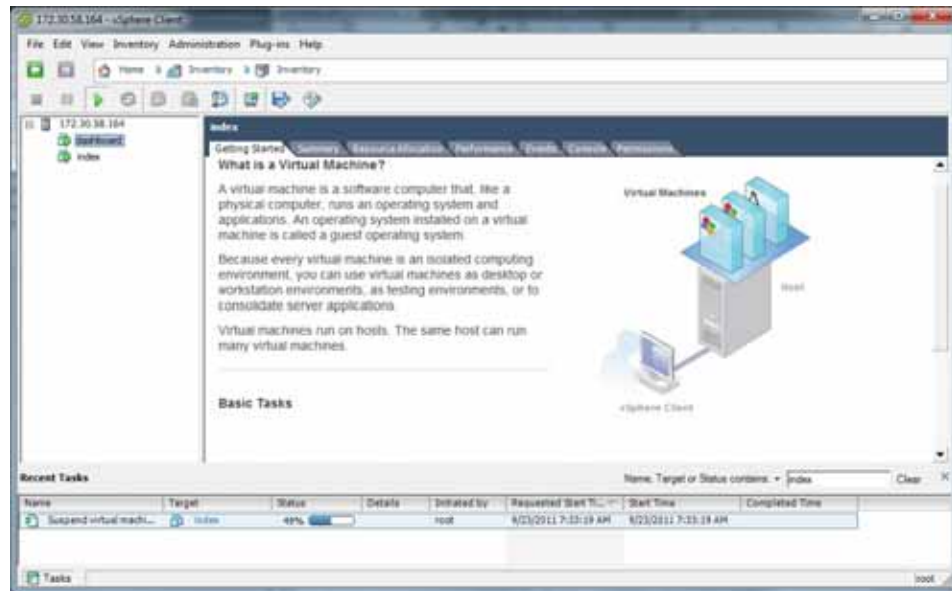 172.30.58.164 - vSphere Client
File Edit View Inventory Administration Plug-ins Help
Home Inventory Inventory
172.30.58.164
dashboard
index
index
Getting Started Summary Resource Allocation Performance Events Console Permissions
What is a Virtual Machine?
A virtual machine is a software computer that, like a
physical computer, runs an operating system and
applications. An operating system installed on a virtual
machine is called a guest operating system.
Because every virtual machine is an isolated computing
environment, you can use virtual machines as desktop or
workstation environments, as testing environments, or to
consolidate server applications.
Virtual machines run on hosts. The same host can run
many virtual machines.
Basic Tasks
Virtual Machines
Host
vSphere Client
Recent Tasks
Name, Target or Status contains: index Clear
Name Target Status Details Initiated by Requested Start Ti... Start Time Completed Time
Suspend virtual machi... index 49% root 9/23/2011 7:33:19 AM 9/23/2011 7:33:19 AM
Tasks root